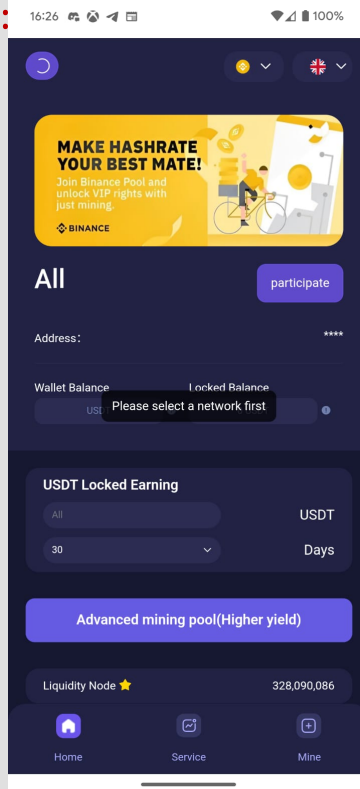 16:26
100%
MAKE HASHRATE
YOUR BEST MATE!
Join Binance Pool and
unlock VIP rights with
just mining.
BINANCE
All
participate
Address:
****
Wallet Balance
Locked Balance
USDT
Please select a network first
USDT Locked Earning
All
USDT
30
Days
Advanced mining pool(Higher yield)
Liquidity Node
328,090,086
Home
Service
Mine